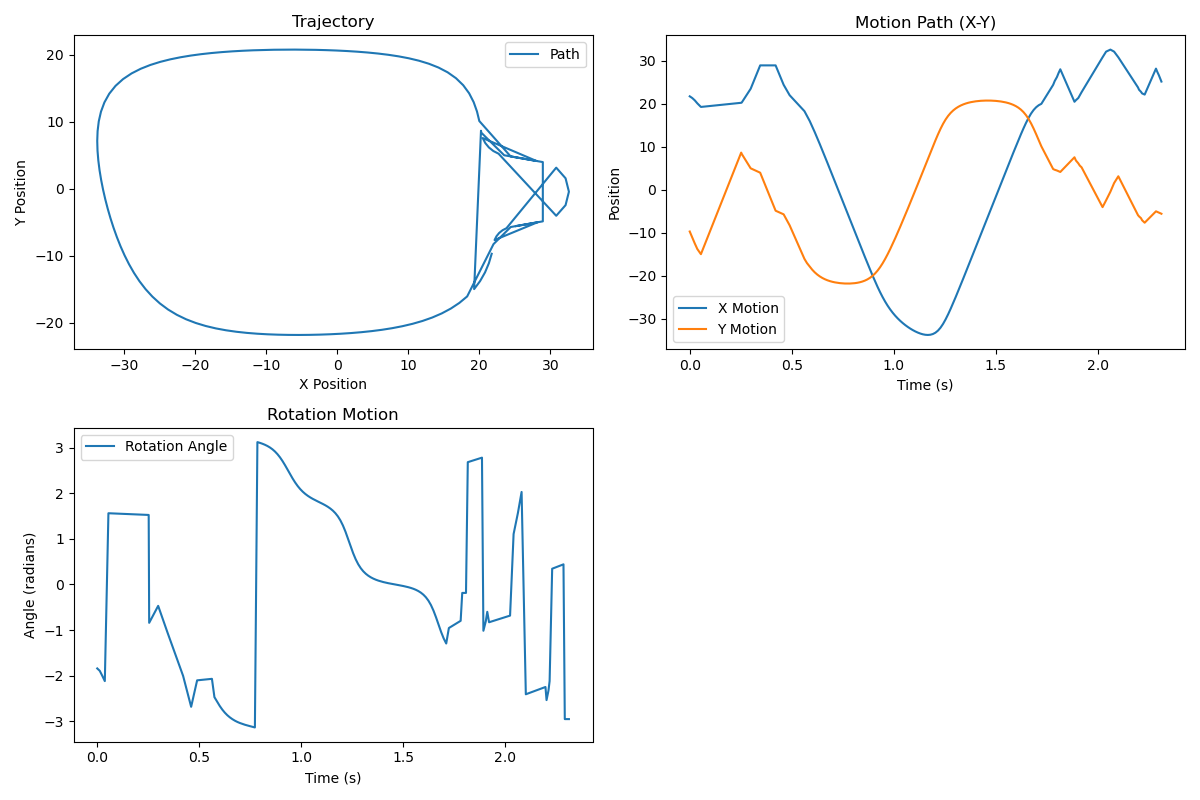 Trajectory
Y Position
20
10
0
−10
−20
Path
−30
−20
−10
0
10
20
30
X Position
Motion Path (X-Y)
Position
30
20
10
0
−10
−20
−30
X Motion
Y Motion
0.0
0.5
1.0
1.5
2.0
Time (s)
Rotation Motion
Angle (radians)
3
2
1
0
−1
−2
−3
Rotation Angle
0.0
0.5
1.0
1.5
2.0
Time (s)